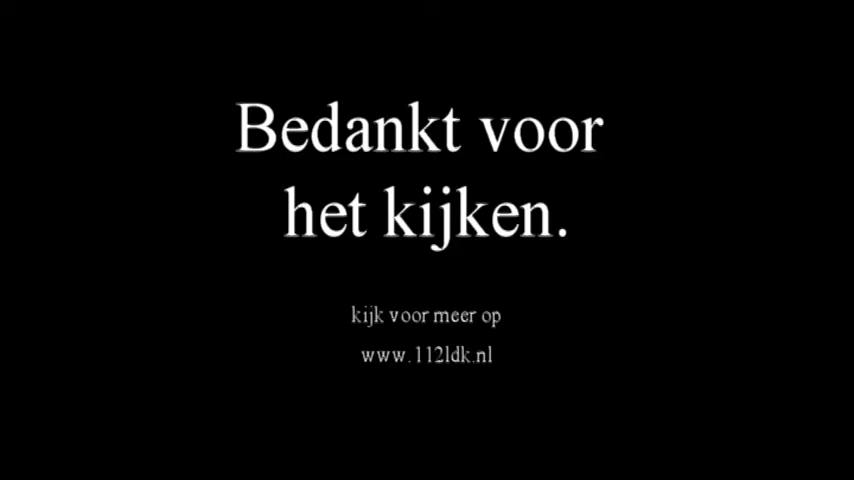 Bedankt voor
het kijken.
kijk voor meer op
www.112ldk.nl